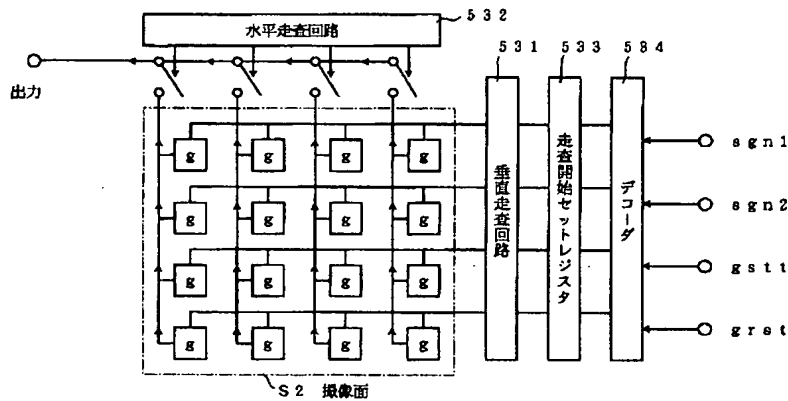 532
水平走査回路
出力
531
533
534
g g g g
g g g g
g g g g
g g g g
垂直走査回路
走査開始セットレジスタ
デコーダ
sgn1
sgn2
gstt
grst
S2 撮像面